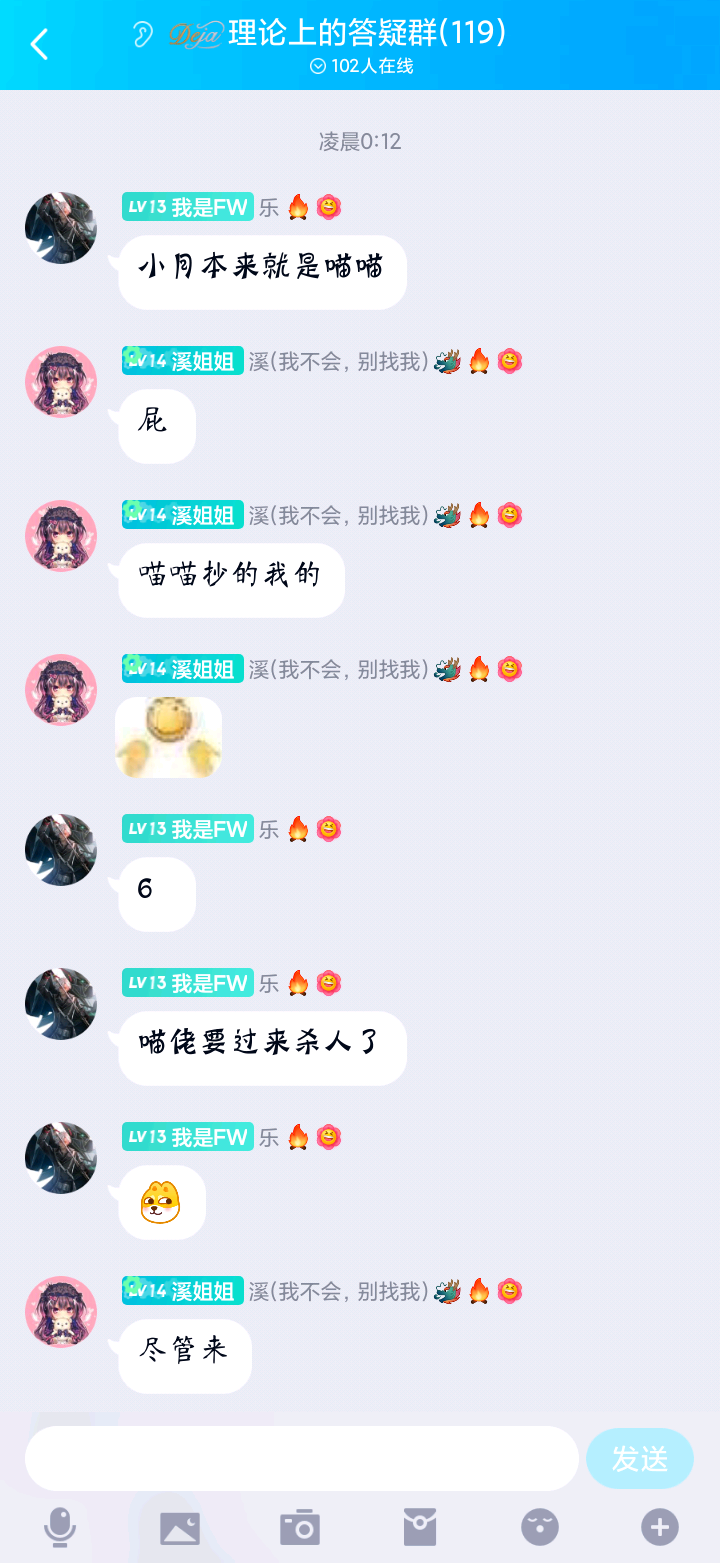 Deja理论上的答疑群(119)
102人在线
凌晨0:12
LV13 我是FW 乐
小月本来就是喵喵
LV14 溪姐姐 溪(我不会, 别找我)
屁
LV14 溪姐姐 溪(我不会, 别找我)
喵喵抄的我的
LV14 溪姐姐 溪(我不会, 别找我)
LV13 我是FW 乐
6
LV13 我是FW 乐
喵佬要过来杀人了
LV13 我是FW 乐
LV14 溪姐姐 溪(我不会, 别找我)
尽管来
发送